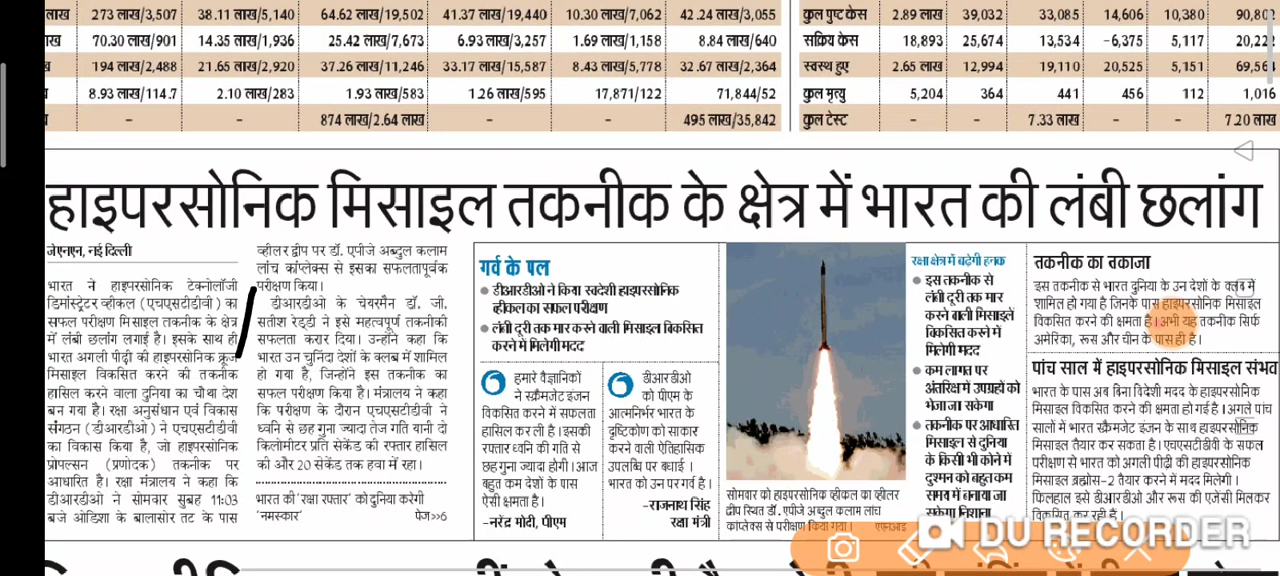 लाख 273 लाख/3,507 38.11 लाख/5,140 64.62 लाख/19,502 41.37 लाख/19,440 10.30 लाख/7,062 42.24 लाख/3,055
70.30 लाख/901 14.35 लाख/1,936 25.42 लाख/7,673 6.93 लाख/3,257 1.69 लाख/1,158 8.84 लाख/640
194 लाख/2,488 21.65 लाख/2,920 37.26 लाख/11,246 33.17 लाख/15,587 8.43 लाख/5,778 32.67 लाख/2,364
8.93 लाख/114.7 2.10 लाख/283 1.93 लाख/583 1.26 लाख/595 17,871/122 71,844/52
- - 874 लाख/2.64 लाख - - 495 लाख/35,842
कुल पुष्ट केस 2.89 लाख 39,032 33,085 14,606 10,380
सक्रिय केस 18,893 25,674 13,534 -6,375 5,117
स्वस्थ हुए 2.65 लाख 12,994 19,110 20,525 5,151
कुल मृत्यु 5,204 364 441 456 112 1,016
कुल टेस्ट - - 7.33 लाख - - 7.20 लाख
हाइपरसोनिक मिसाइल तकनीक के क्षेत्र में भारत की लंबी छलांग
जेएनएन, नई दिल्ली
भारत ने हाइपरसोनिक टेक्नोलॉजी
डिमांस्ट्रेटर व्हीकल (एचएसटीडीवी) का
सफल परीक्षण मिसाइल तकनीक के क्षेत्र
में लंबी छलांग लगाई है। इसके साथ ही
भारत अगली पीढ़ी की हाइपरसोनिक क्रूज
मिसाइल विकसित करने की तकनीक
हासिल करने वाला दुनिया का चौथा देश
बन गया है। रक्षा अनुसंधान एवं विकास
संगठन (डीआरडीओ) ने एचएसटीडीवी
का विकास किया है, जो हाइपरसोनिक
प्रोपल्सन (प्रणोदक) तकनीक पर
आधारित है। रक्षा मंत्रालय ने कहा कि
डीआरडीओ ने सोमवार सुबह 11:03
बजे ओडिशा के बालासोर तट के पास
व्हीलर द्वीप पर डॉ. एपीजे अब्दुल कलाम
लांच कांप्लेक्स से इसका सफलतापूर्वक
परीक्षण किया।
डीआरडीओ के चेयरमैन डॉ. जी.
सतीश रेड्डी ने इसे महत्वपूर्ण तकनीकी
सफलता करार दिया। उन्होंने कहा कि
भारत उन चुनिंदा देशों के क्लब में शामिल
हो गया है, जिन्होंने इस तकनीक का
सफल परीक्षण किया है। मंत्रालय ने कहा
कि परीक्षण के दौरान एचएसटीडीवी ने
ध्वनि से छह गुना ज्यादा तेज गति यानी दो
किलोमीटर प्रति सेकेंड की रफ्तार हासिल
की और 20 सेकेंड तक हवा में रहा।
भारत की 'रक्षा रफ्तार' को दुनिया करेगी
'नमस्कार' पेज>>6
गर्व के पल
● डीआरडीओ ने किया स्वदेशी हाइपरसोनिक
व्हीकल का सफल परीक्षण
● लंबी दूरी तक मार करने वाली मिसाइल विकसित
करने में मिलेगी मदद
हमारे वैज्ञानिकों
ने स्क्रैमजेट इंजन
विकसित करने में सफलता
हासिल कर ली है। इसकी
रफ्तार ध्वनि की गति से
छह गुना ज्यादा होगी। आज
बहुत कम देशों के पास
ऐसी क्षमता है।
-नरेंद्र मोदी, पीएम
डीआरडीओ
को पीएम के
आत्मनिर्भर भारत के
दृष्टिकोण को साकार
करने वाली ऐतिहासिक
उपलब्धि पर बधाई।
भारत को उन पर गर्व है।
-राजनाथ सिंह
रक्षा मंत्री
सोमवार को हाइपरसोनिक व्हीकल का व्हीलर
द्वीप स्थित डॉ. एपीजे अब्दुल कलाम लांच
कांप्लेक्स से परीक्षण किया गया। एएनआइ
रक्षा क्षेत्र में बढ़ेगी हनक
● इस तकनीक से
लंबी दूरी तक मार
करने वाली मिसाइलें
विकसित करने में
मिलेगी मदद
● कम लागत पर
अंतरिक्ष में उपग्रहों को
भेजा जा सकेगा
● तकनीक पर आधारित
मिसाइल से दुनिया
के किसी भी कोने में
दुश्मन को बहुत कम
समय में बनाया जा
सकेगा निशाना
तकनीक का तकाजा
इस तकनीक से भारत दुनिया के उन देशों के क्लब में
शामिल हो गया है जिनके पास हाइपरसोनिक मिसाइल
विकसित करने की क्षमता है। अभी यह तकनीक सिर्फ
अमेरिका, रूस और चीन के पास ही है।
पांच साल में हाइपरसोनिक मिसाइल संभव
भारत के पास अब बिना विदेशी मदद के हाइपरसोनिक
मिसाइल विकसित करने की क्षमता हो गई है। अगले पांच
सालों में भारत स्क्रैमजेट इंजन के साथ हाइपरसोनिक
मिसाइल तैयार कर सकता है। एचएसटीडीवी के सफल
परीक्षण से भारत को अगली पीढ़ी की हाइपरसोनिक
मिसाइल ब्रह्मोस-2 तैयार करने में मदद मिलेगी।
फिलहाल इसे डीआरडीओ और रूस की एजेंसी मिलकर
विकसित कर रही हैं।
DU RECORDER